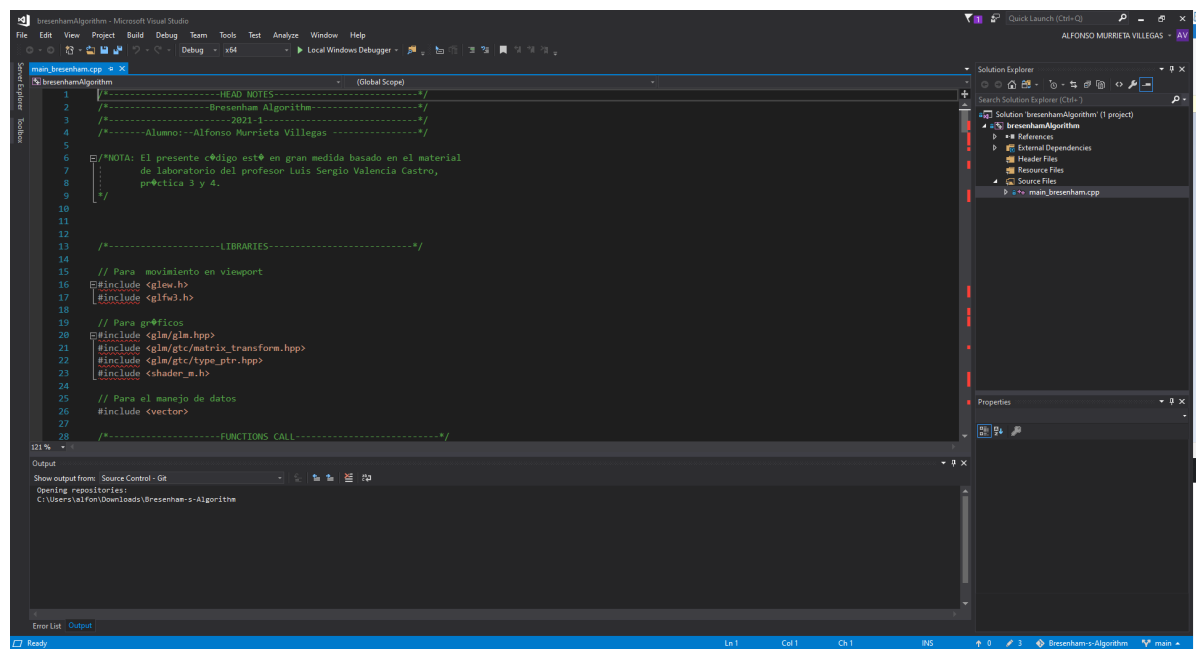 bresenhamAlgorithm - Microsoft Visual Studio
1
Quick Launch (Ctrl+Q)
File Edit View Project Build Debug Team Tools Test Analyze Window Help
ALFONSO MURRIETA VILLEGAS
AV
Debug x64 Local Windows Debugger
Server Explorer
Toolbox
main_bresenham.cpp
bresenhamAlgorithm (Global Scope)
1 /*---------------------HEAD NOTES---------------------------*/
2 /*-------------------Bresenham Algorithm--------------------*/
3 /*-----------------------2021-1-----------------------------*/
4 /*-------Alumno:--Alfonso Murrieta Villegas ----------------*/
5
6 /*NOTA: El presente c�digo est� en gran medida basado en el material
7 de laboratorio del profesor Luis Sergio Valencia Castro,
8 pr�ctica 3 y 4.
9 */
10
11
12
13 /*---------------------LIBRARIES---------------------------*/
14
15 // Para movimiento en viewport
16 #include <glew.h>
17 #include <glfw3.h>
18
19 // Para gr�ficos
20 #include <glm/glm.hpp>
21 #include <glm/gtc/matrix_transform.hpp>
22 #include <glm/gtc/type_ptr.hpp>
23 #include <shader_m.h>
24
25 // Para el manejo de datos
26 #include <vector>
27
28 /*---------------------FUNCTIONS CALL---------------------------*/
121 %
Output
Show output from: Source Control - Git
Opening repositories:
C:\Users\alfon\Downloads\Bresenham-s-Algorithm
Error List Output
Solution Explorer
Search Solution Explorer (Ctrl+¨)
Solution 'bresenhamAlgorithm' (1 project)
bresenhamAlgorithm
References
External Dependencies
Header Files
Resource Files
Source Files
main_bresenham.cpp
Properties
Ready Ln 1 Col 1 Ch 1 INS 0 3 Bresenham-s-Algorithm main